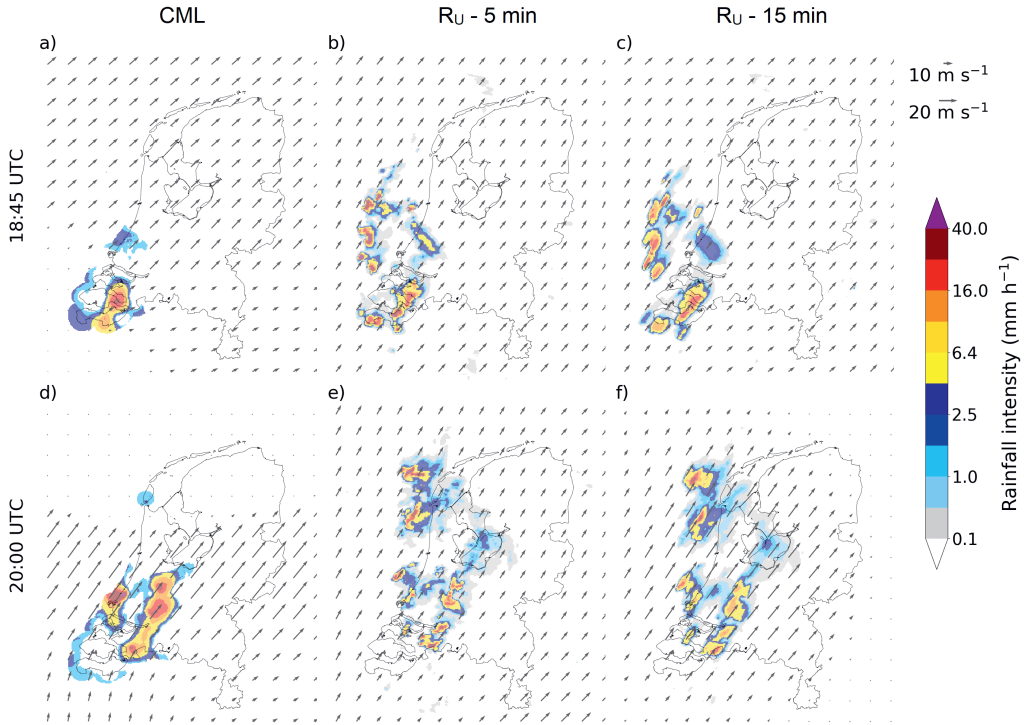 CML
R_U - 5 min
R_U - 15 min
a)
b)
c)
10 m s⁻¹
20 m s⁻¹
18:45 UTC
d)
e)
f)
20:00 UTC
40.0
16.0
6.4
2.5
1.0
0.1
Rainfall intensity (mm h⁻¹)